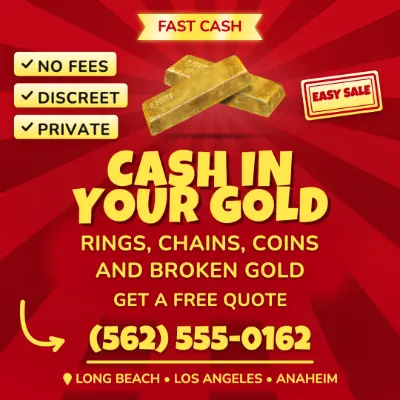 FAST CASH
NO FEES
DISCREET
PRIVATE
EASY SALE
CASH IN
YOUR GOLD
RINGS, CHAINS, COINS
AND BROKEN GOLD
GET A FREE QUOTE
(562) 555-0162
LONG BEACH • LOS ANGELES • ANAHEIM